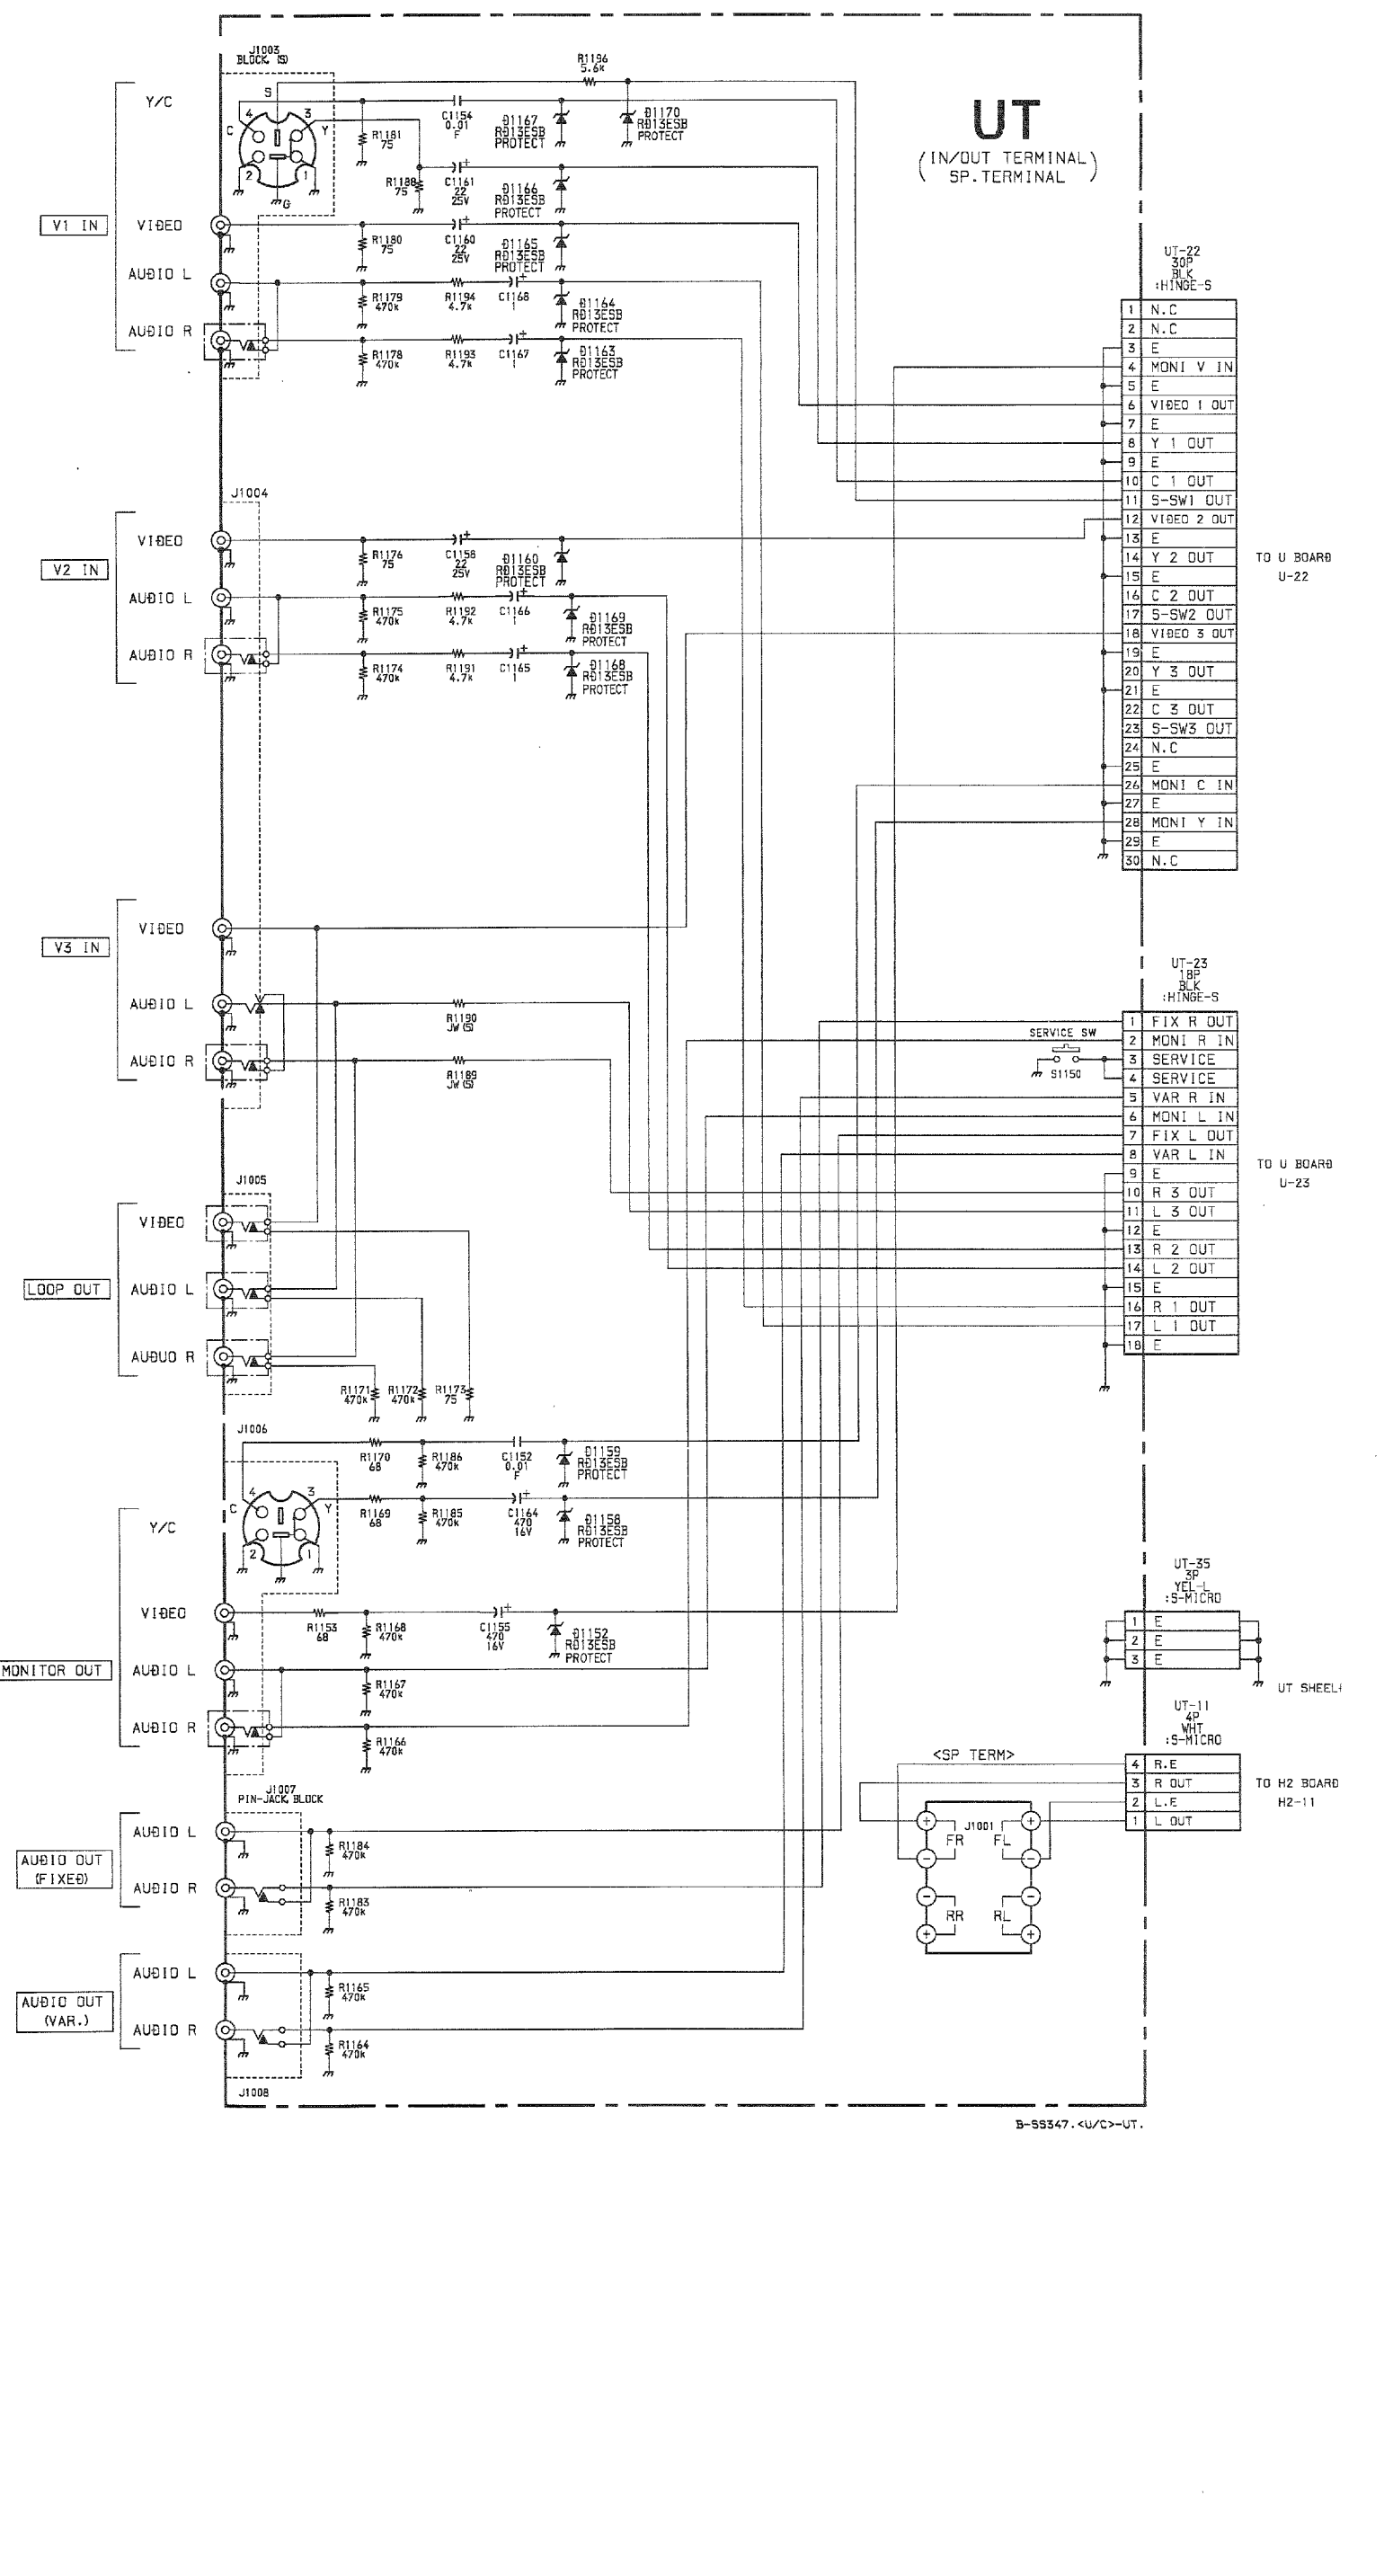 UT
(IN/OUT TERMINAL)
SP.TERMINAL
J1003
BLOCK, (S)
Y/C
S
4
3
C
Y
2
1
G
R1196
5.6k
R1181
75
C1154
0.01
F
D1167
RD13ESB
PROTECT
D1170
RD13ESB
PROTECT
R1188
75
C1161
22
25V
D1166
RD13ESB
PROTECT
V1 IN
VIDEO
R1180
75
C1160
22
25V
D1165
RD13ESB
PROTECT
AUDIO L
R1179
470k
R1194
4.7k
C1168
1
D1164
RD13ESB
PROTECT
AUDIO R
R1178
470k
R1193
4.7k
C1167
1
D1163
RD13ESB
PROTECT
UT-22
30P
BLK
:HINGE-S
1 N.C
2 N.C
3 E
4 MONI V IN
5 E
6 VIDEO 1 OUT
7 E
8 Y 1 OUT
9 E
10 C 1 OUT
11 S-SW1 OUT
12 VIDEO 2 OUT
13 E
14 Y 2 OUT
15 E
16 C 2 OUT
17 S-SW2 OUT
18 VIDEO 3 OUT
19 E
20 Y 3 OUT
21 E
22 C 3 OUT
23 S-SW3 OUT
24 N.C
25 E
26 MONI C IN
27 E
28 MONI Y IN
29 E
30 N.C
TO U BOARD
U-22
J1004
V2 IN
VIDEO
R1176
75
C1158
22
25V
D1160
RD13ESB
PROTECT
AUDIO L
R1175
470k
R1192
4.7k
C1166
1
D1169
RD13ESB
PROTECT
AUDIO R
R1174
470k
R1191
4.7k
C1165
1
D1168
RD13ESB
PROTECT
V3 IN
VIDEO
AUDIO L
R1190
JW(5)
AUDIO R
R1189
JW(5)
UT-23
18P
BLK
:HINGE-S
SERVICE SW
S1150
1 FIX R OUT
2 MONI R IN
3 SERVICE
4 SERVICE
5 VAR R IN
6 MONI L IN
7 FIX L OUT
8 VAR L IN
9 E
10 R 3 OUT
11 L 3 OUT
12 E
13 R 2 OUT
14 L 2 OUT
15 E
16 R 1 OUT
17 L 1 OUT
18 E
TO U BOARD
U-23
J1005
LOOP OUT
VIDEO
AUDIO L
AUDUO R
R1171
470k
R1172
470k
R1173
75
J1006
Y/C
4
3
C
Y
2
1
R1170
68
R1186
470k
C1152
0.01
F
D1159
RD13ESB
PROTECT
R1169
68
R1185
470k
C1164
470
16V
D1158
RD13ESB
PROTECT
MONITOR OUT
VIDEO
R1153
68
R1168
470k
C1155
470
16V
D1152
RD13ESB
PROTECT
AUDIO L
R1167
470k
AUDIO R
R1166
470k
UT-35
3P
YEL-L
:S-MICRO
1 E
2 E
3 E
UT SHEEL
UT-11
4P
WHT
:S-MICRO
4 R.E
3 R OUT
2 L.E
1 L OUT
TO H2 BOARD
H2-11
<SP TERM>
J1001
FR
FL
RR
RL
J1007
PIN-JACK, BLOCK
AUDIO OUT
(FIXED)
AUDIO L
R1184
470k
AUDIO R
R1183
470k
AUDIO OUT
(VAR.)
AUDIO L
R1165
470k
AUDIO R
R1164
470k
J1008
B-SS347.<U/C>-UT.